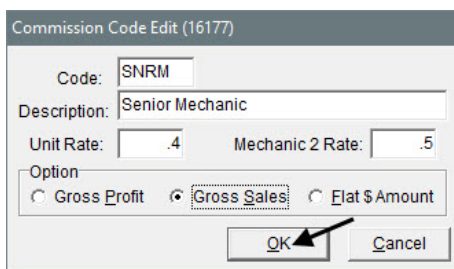 Commission Code Edit (16177)
Code: SNRM
Description: Senior Mechanic
Unit Rate: .4 Mechanic 2 Rate: .5
Option
Gross Profit Gross Sales Flat $ Amount
OK Cancel